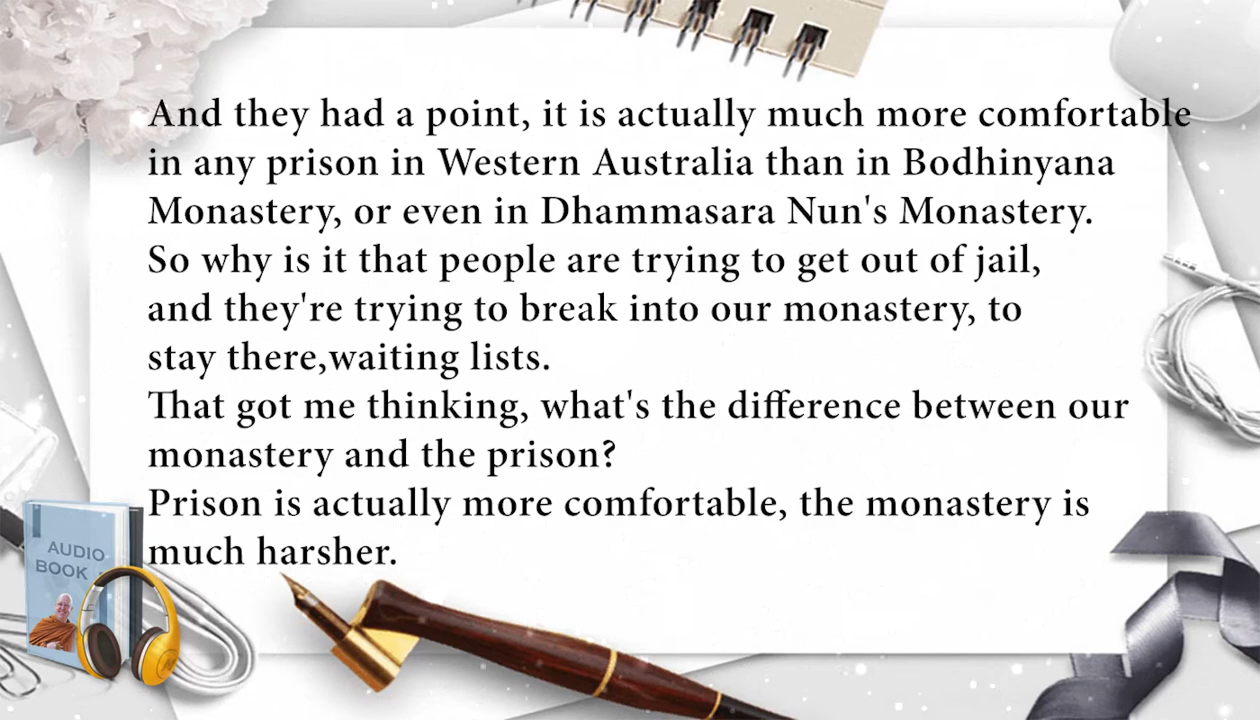 And they had a point, it is actually much more comfortable
in any prison in Western Australia than in Bodhinyana
Monastery, or even in Dhammasara Nun's Monastery.
So why is it that people are trying to get out of jail,
and they're trying to break into our monastery, to
stay there,waiting lists.
That got me thinking, what's the difference between our
monastery and the prison?
Prison is actually more comfortable, the monastery is
much harsher.
AUDIO
BOOK